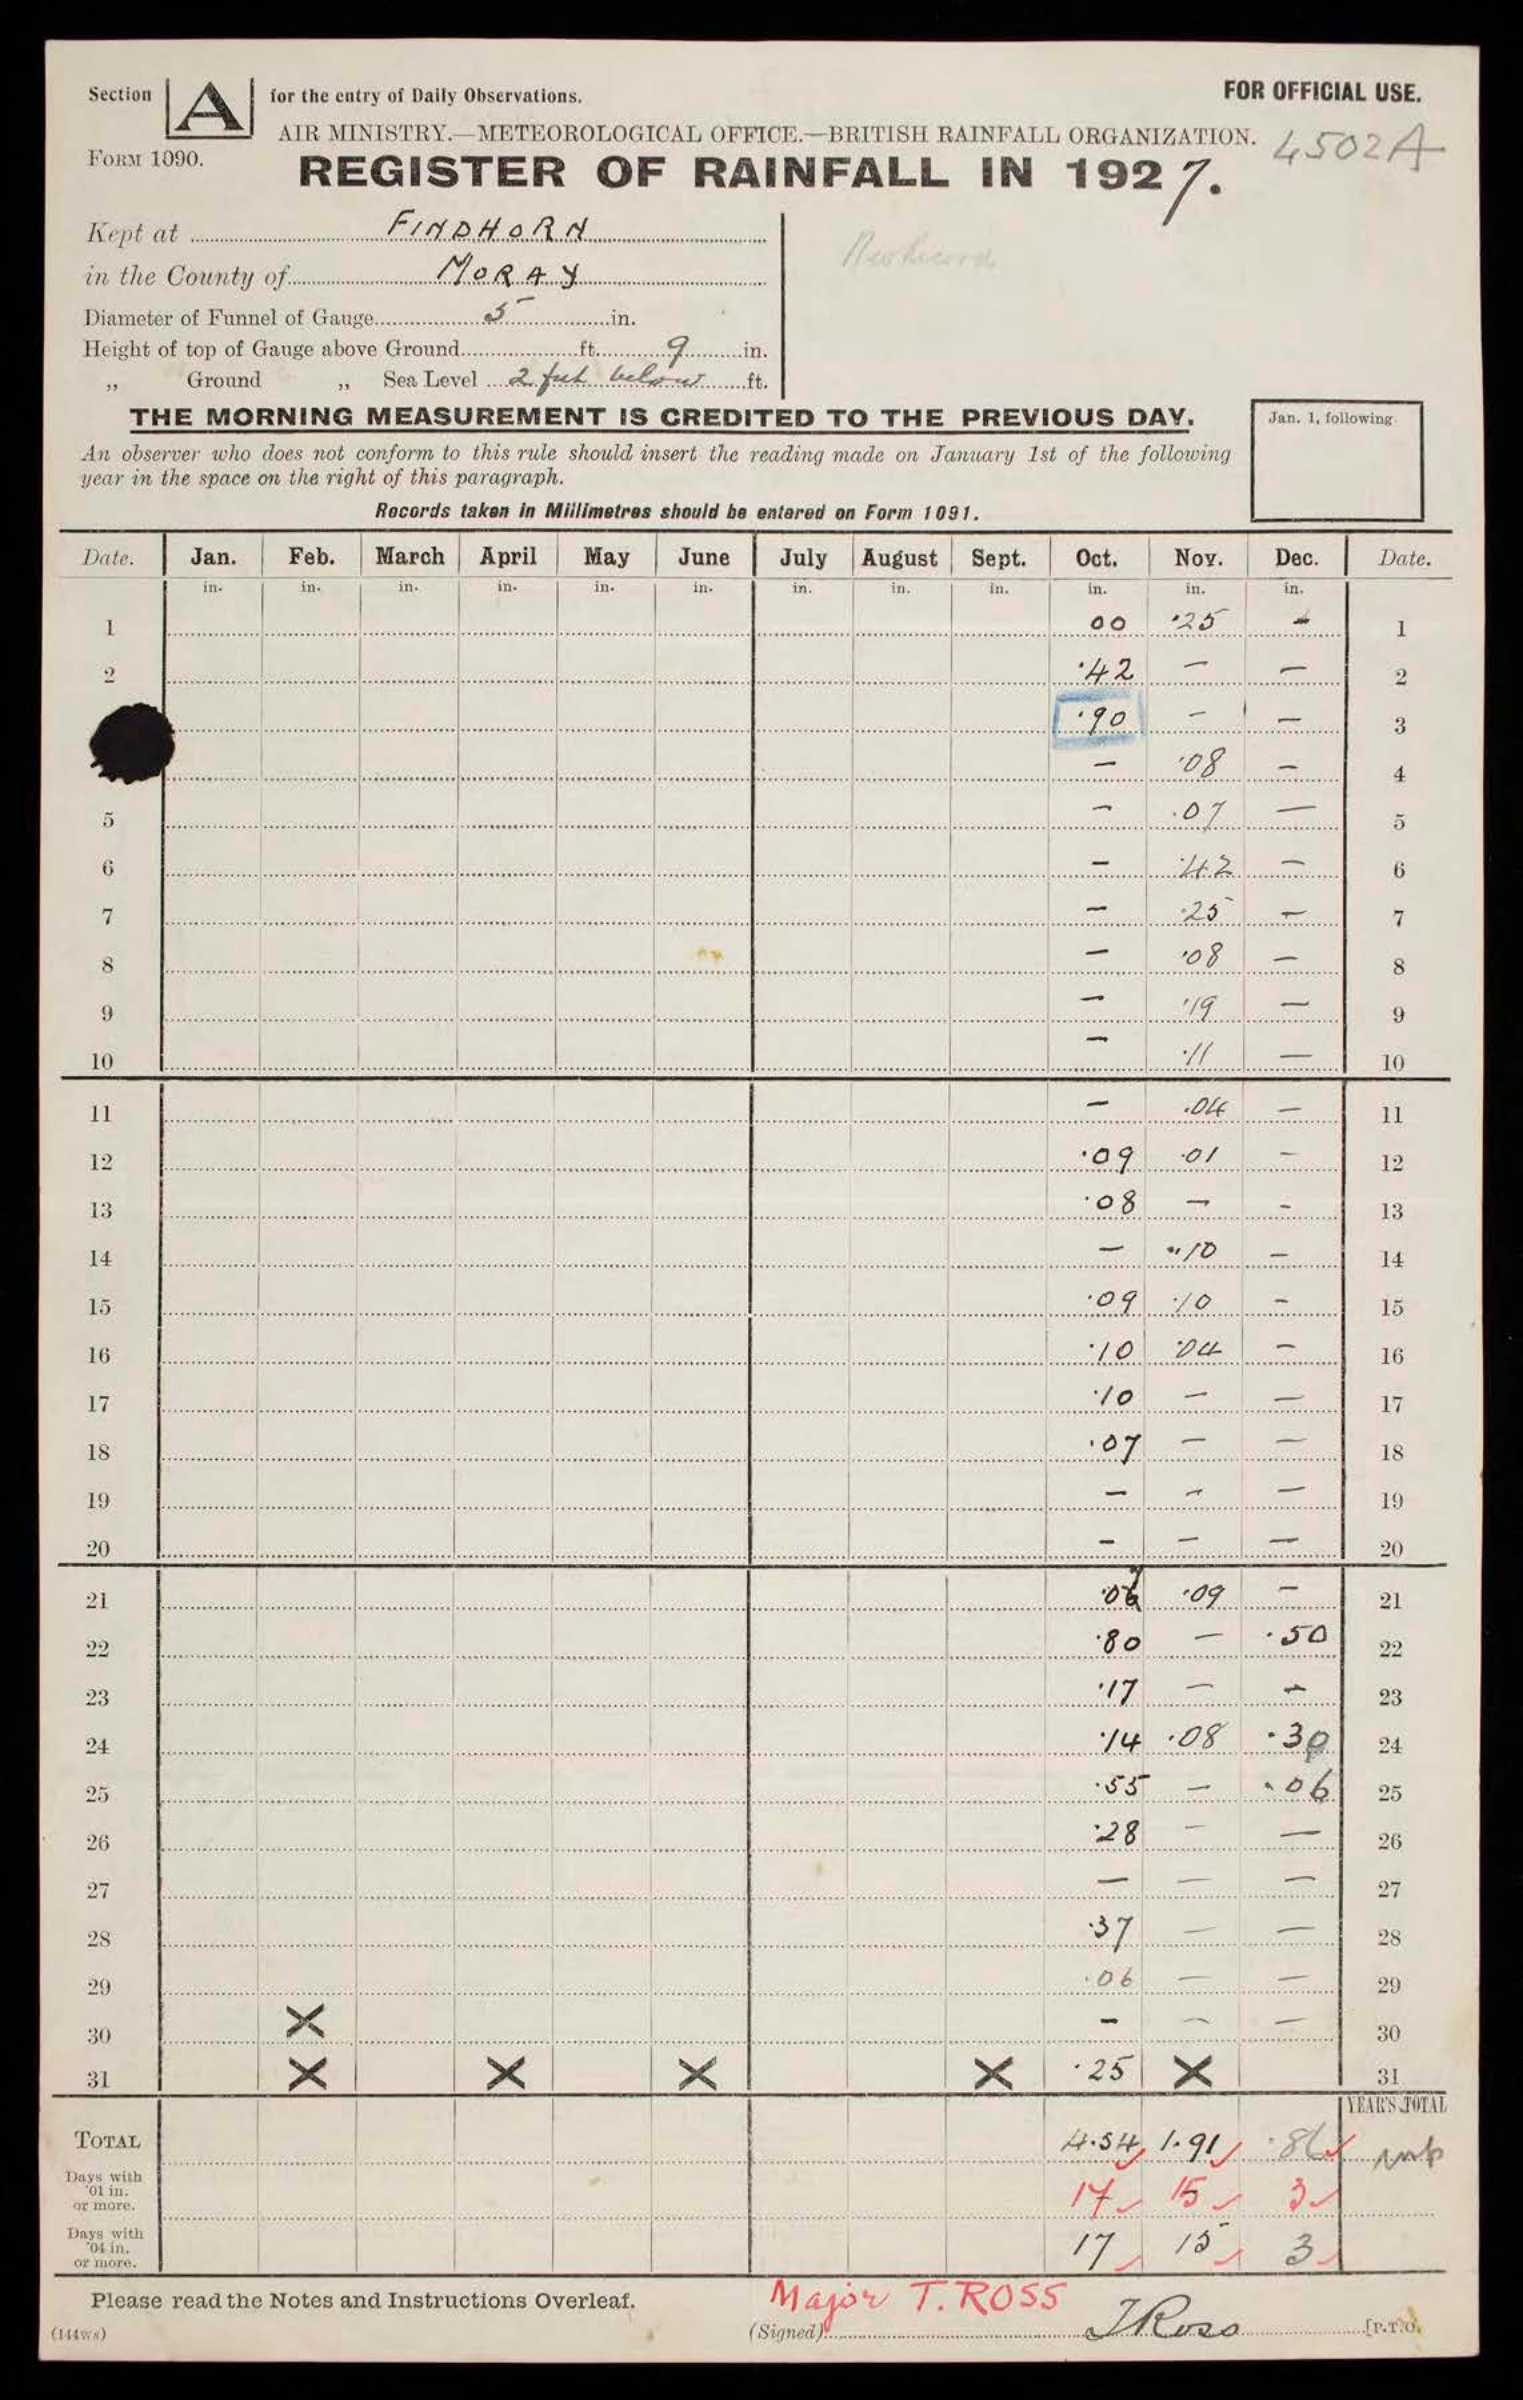 Section A for the entry of Daily Observations.
FOR OFFICIAL USE.
AIR MINISTRY.—METEOROLOGICAL OFFICE.—BRITISH RAINFALL ORGANIZATION.
4502A
FORM 1090.
REGISTER OF RAINFALL IN 1927.
Kept at FINDHORN
in the County of MORAY
Diameter of Funnel of Gauge 5 in.
Height of top of Gauge above Ground ft. 9 in.
„ Ground „ Sea Level 2 feet below ft.
THE MORNING MEASUREMENT IS CREDITED TO THE PREVIOUS DAY.
Jan. 1, following
An observer who does not conform to this rule should insert the reading made on January 1st of the following
year in the space on the right of this paragraph.
Records taken in Millimetres should be entered on Form 1091.
Date. Jan. Feb. March April May June July August Sept. Oct. Nov. Dec. Date.
in. in. in. in. in. in. in. in. in. in. in. in.
1 00 ·25 - 1
2 ·42 — — 2
·90 - — 3
— ·08 — 4
5 - ·07 — 5
6 - ·42 — 6
7 — ·25 — 7
8 — ·08 — 8
9 — ·19 — 9
10 — ·11 — 10
11 — ·04 — 11
12 ·09 ·01 — 12
13 ·08 — - 13
14 — ·10 — 14
15 ·09 ·10 - 15
16 ·10 ·04 — 16
17 ·10 — — 17
18 ·07 — — 18
19 — - — 19
20 — — — 20
21 ·09 — 21
22 ·80 — ·50 22
23 ·17 — - 23
24 ·14 ·08 ·30 24
25 ·55 — ·06 25
26 ·28 — — 26
27 — — — 27
28 ·37 — — 28
29 ·06 — — 29
30 X - — — 30
31 X X X X ·25 X 31
YEAR'S TOTAL
TOTAL 4.54 1.91 ·86
Days with ·01 in. or more. 17 15 3
Days with ·04 in. or more. 17 15 3
Please read the Notes and Instructions Overleaf.
Major T. ROSS
(144ws)
(Signed) T Ross
[P.T.O.